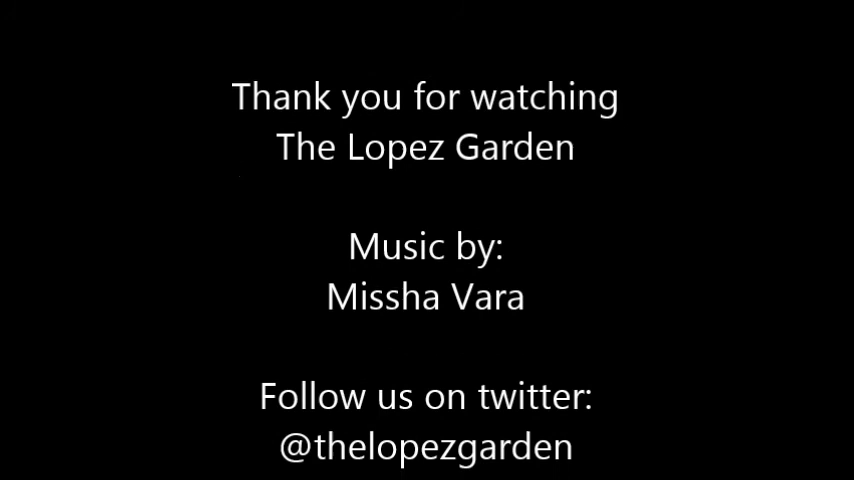 Thank you for watching
The Lopez Garden
Music by:
Missha Vara
Follow us on twitter:
@thelopezgarden